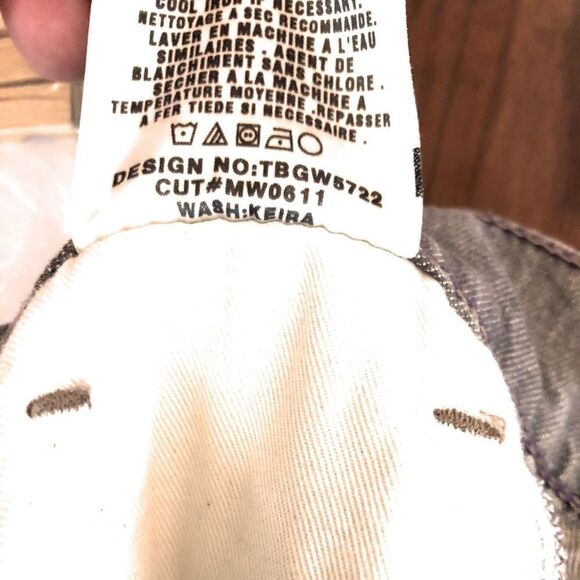 COOL IRON IF NECESSARY.
NETTOYAGE A SEC RECOMMANDE.
LAVER EN MACHINE A L'EAU
SIMILAIRES . AGENT DE
BLANCHIMENT SANS CHLORE .
SECHER A LA MACHINE A
TEMPERATURE MOYENNE .REPASSER
A FER TIEDE SI NECESSAIRE .
DESIGN NO:TBGW5722
CUT#MW0611
WASH:KEIRA